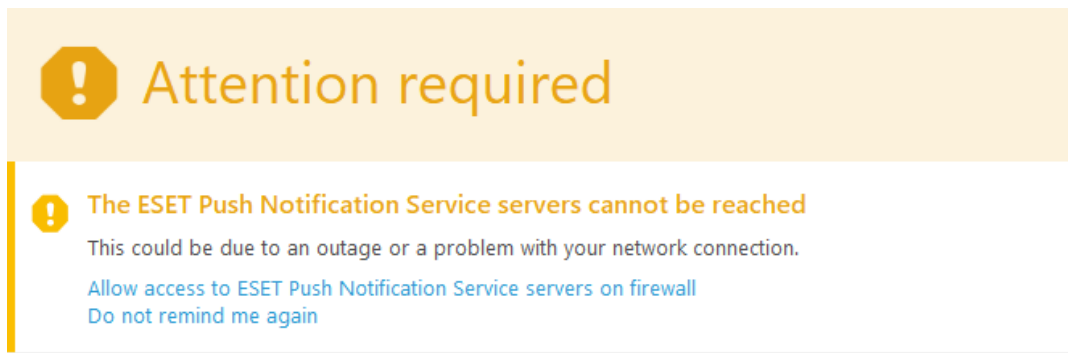 Attention required
The ESET Push Notification Service servers cannot be reached
This could be due to an outage or a problem with your network connection.
Allow access to ESET Push Notification Service servers on firewall
Do not remind me again